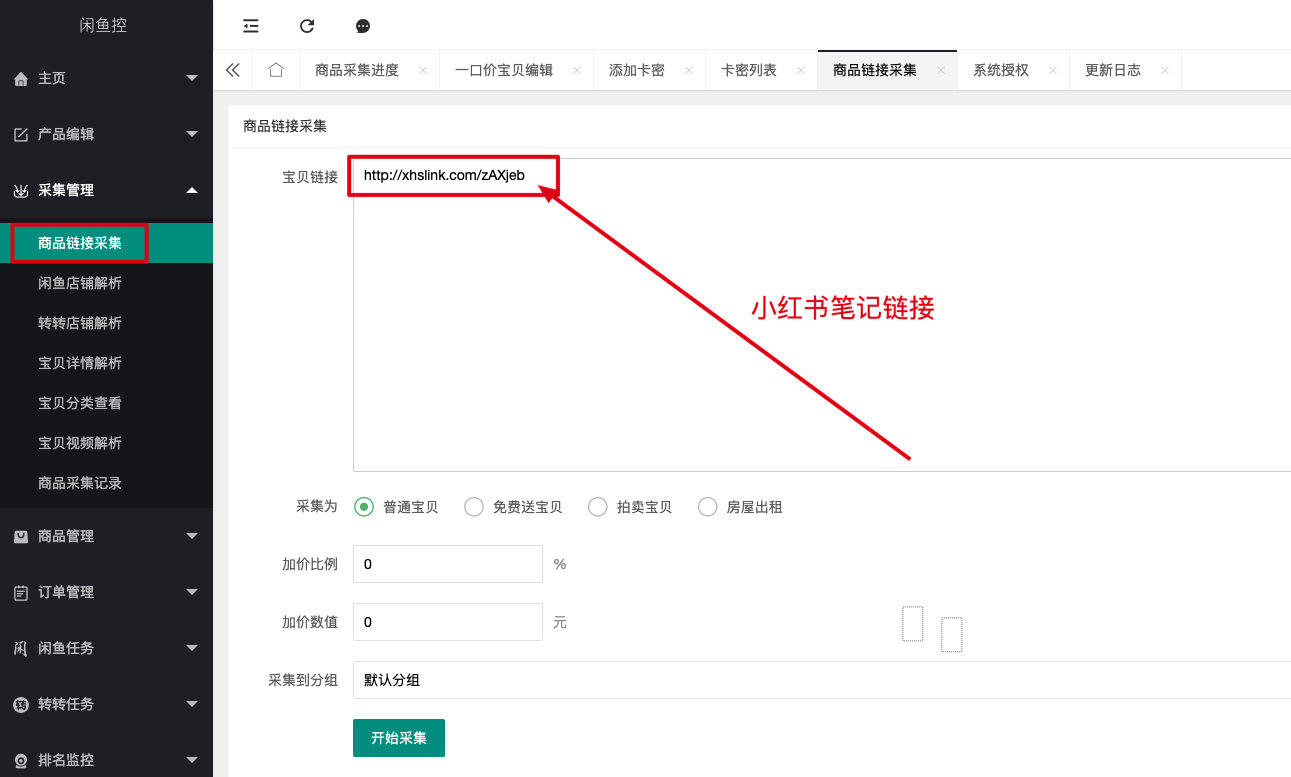 闲鱼控
主页
产品编辑
采集管理
商品链接采集
闲鱼店铺解析
转转店铺解析
宝贝详情解析
宝贝分类查看
宝贝视频解析
商品采集记录
商品管理
订单管理
闲鱼任务
转转任务
排名监控
商品采集进度 一口价宝贝编辑 添加卡密 卡密列表 商品链接采集 系统授权 更新日志
商品链接采集
宝贝链接 http://xhslink.com/zAXjeb
小红书笔记链接
采集为 普通宝贝 免费送宝贝 拍卖宝贝 房屋出租
加价比例 0 %
加价数值 0 元
采集到分组 默认分组
开始采集